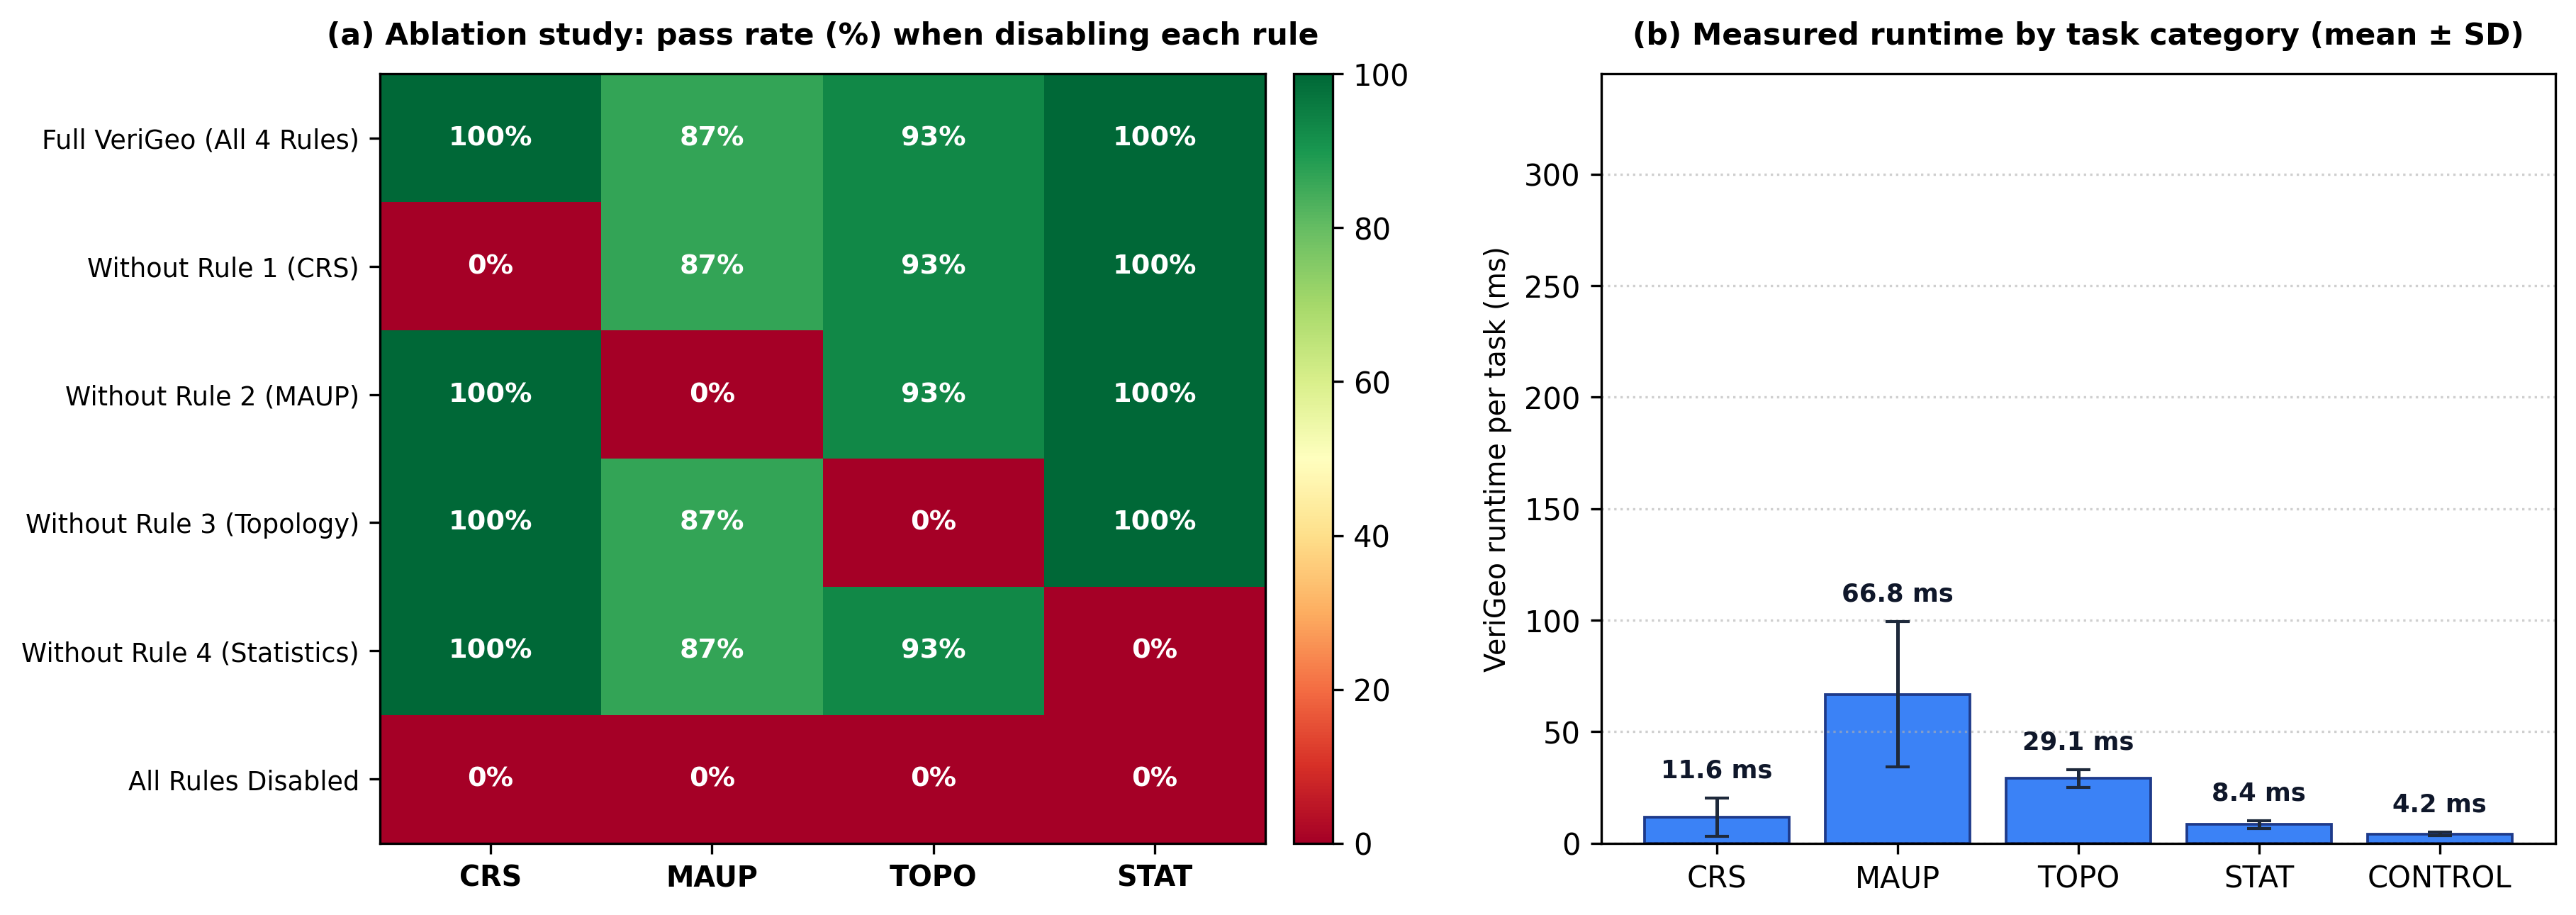 (a) Ablation study: pass rate (%) when disabling each rule
Full VeriGeo (All 4 Rules) 100% 87% 93% 100%
Without Rule 1 (CRS) 0% 87% 93% 100%
Without Rule 2 (MAUP) 100% 0% 93% 100%
Without Rule 3 (Topology) 100% 87% 0% 100%
Without Rule 4 (Statistics) 100% 87% 93% 0%
All Rules Disabled 0% 0% 0% 0%
CRS MAUP TOPO STAT
100
80
60
40
20
0
(b) Measured runtime by task category (mean ± SD)
VeriGeo runtime per task (ms)
300
250
200
150
100
50
0
11.6 ms
66.8 ms
29.1 ms
8.4 ms
4.2 ms
CRS MAUP TOPO STAT CONTROL